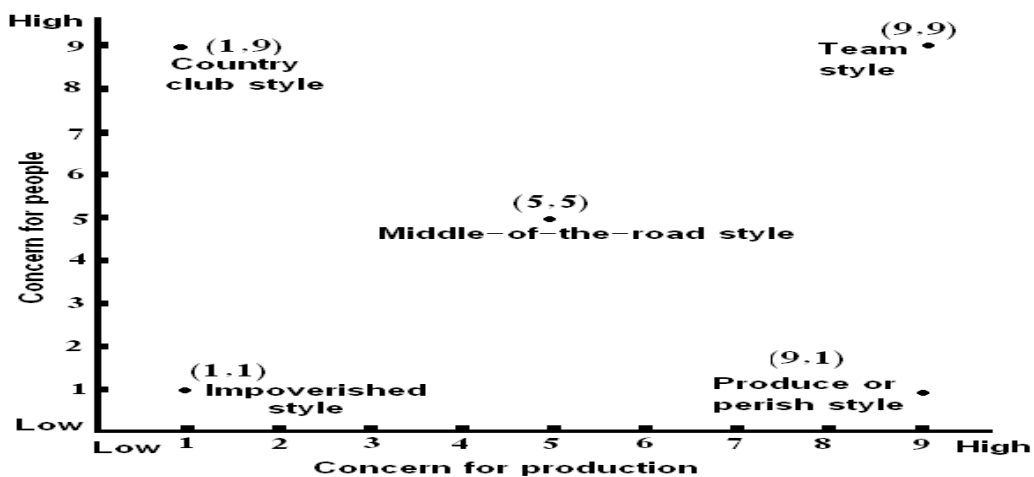 High
9
8
7
6
5
4
3
2
1
Low
Concern for people
(1,9)
Country
club style
(9,9)
Team
style
(5,5)
Middle-of-the-road style
(1,1)
Impoverished
style
(9,1)
Produce or
perish style
Low 1 2 3 4 5 6 7 8 9 High
Concern for production